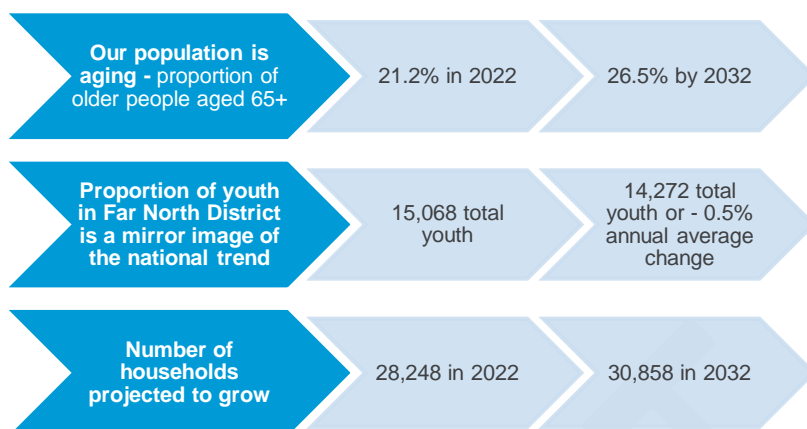 Our population is
aging - proportion of
older people aged 65+
21.2% in 2022
26.5% by 2032
Proportion of youth
in Far North District
is a mirror image of
the national trend
15,068 total
youth
14,272 total
youth or - 0.5%
annual average
change
Number of
households
projected to grow
28,248 in 2022
30,858 in 2032